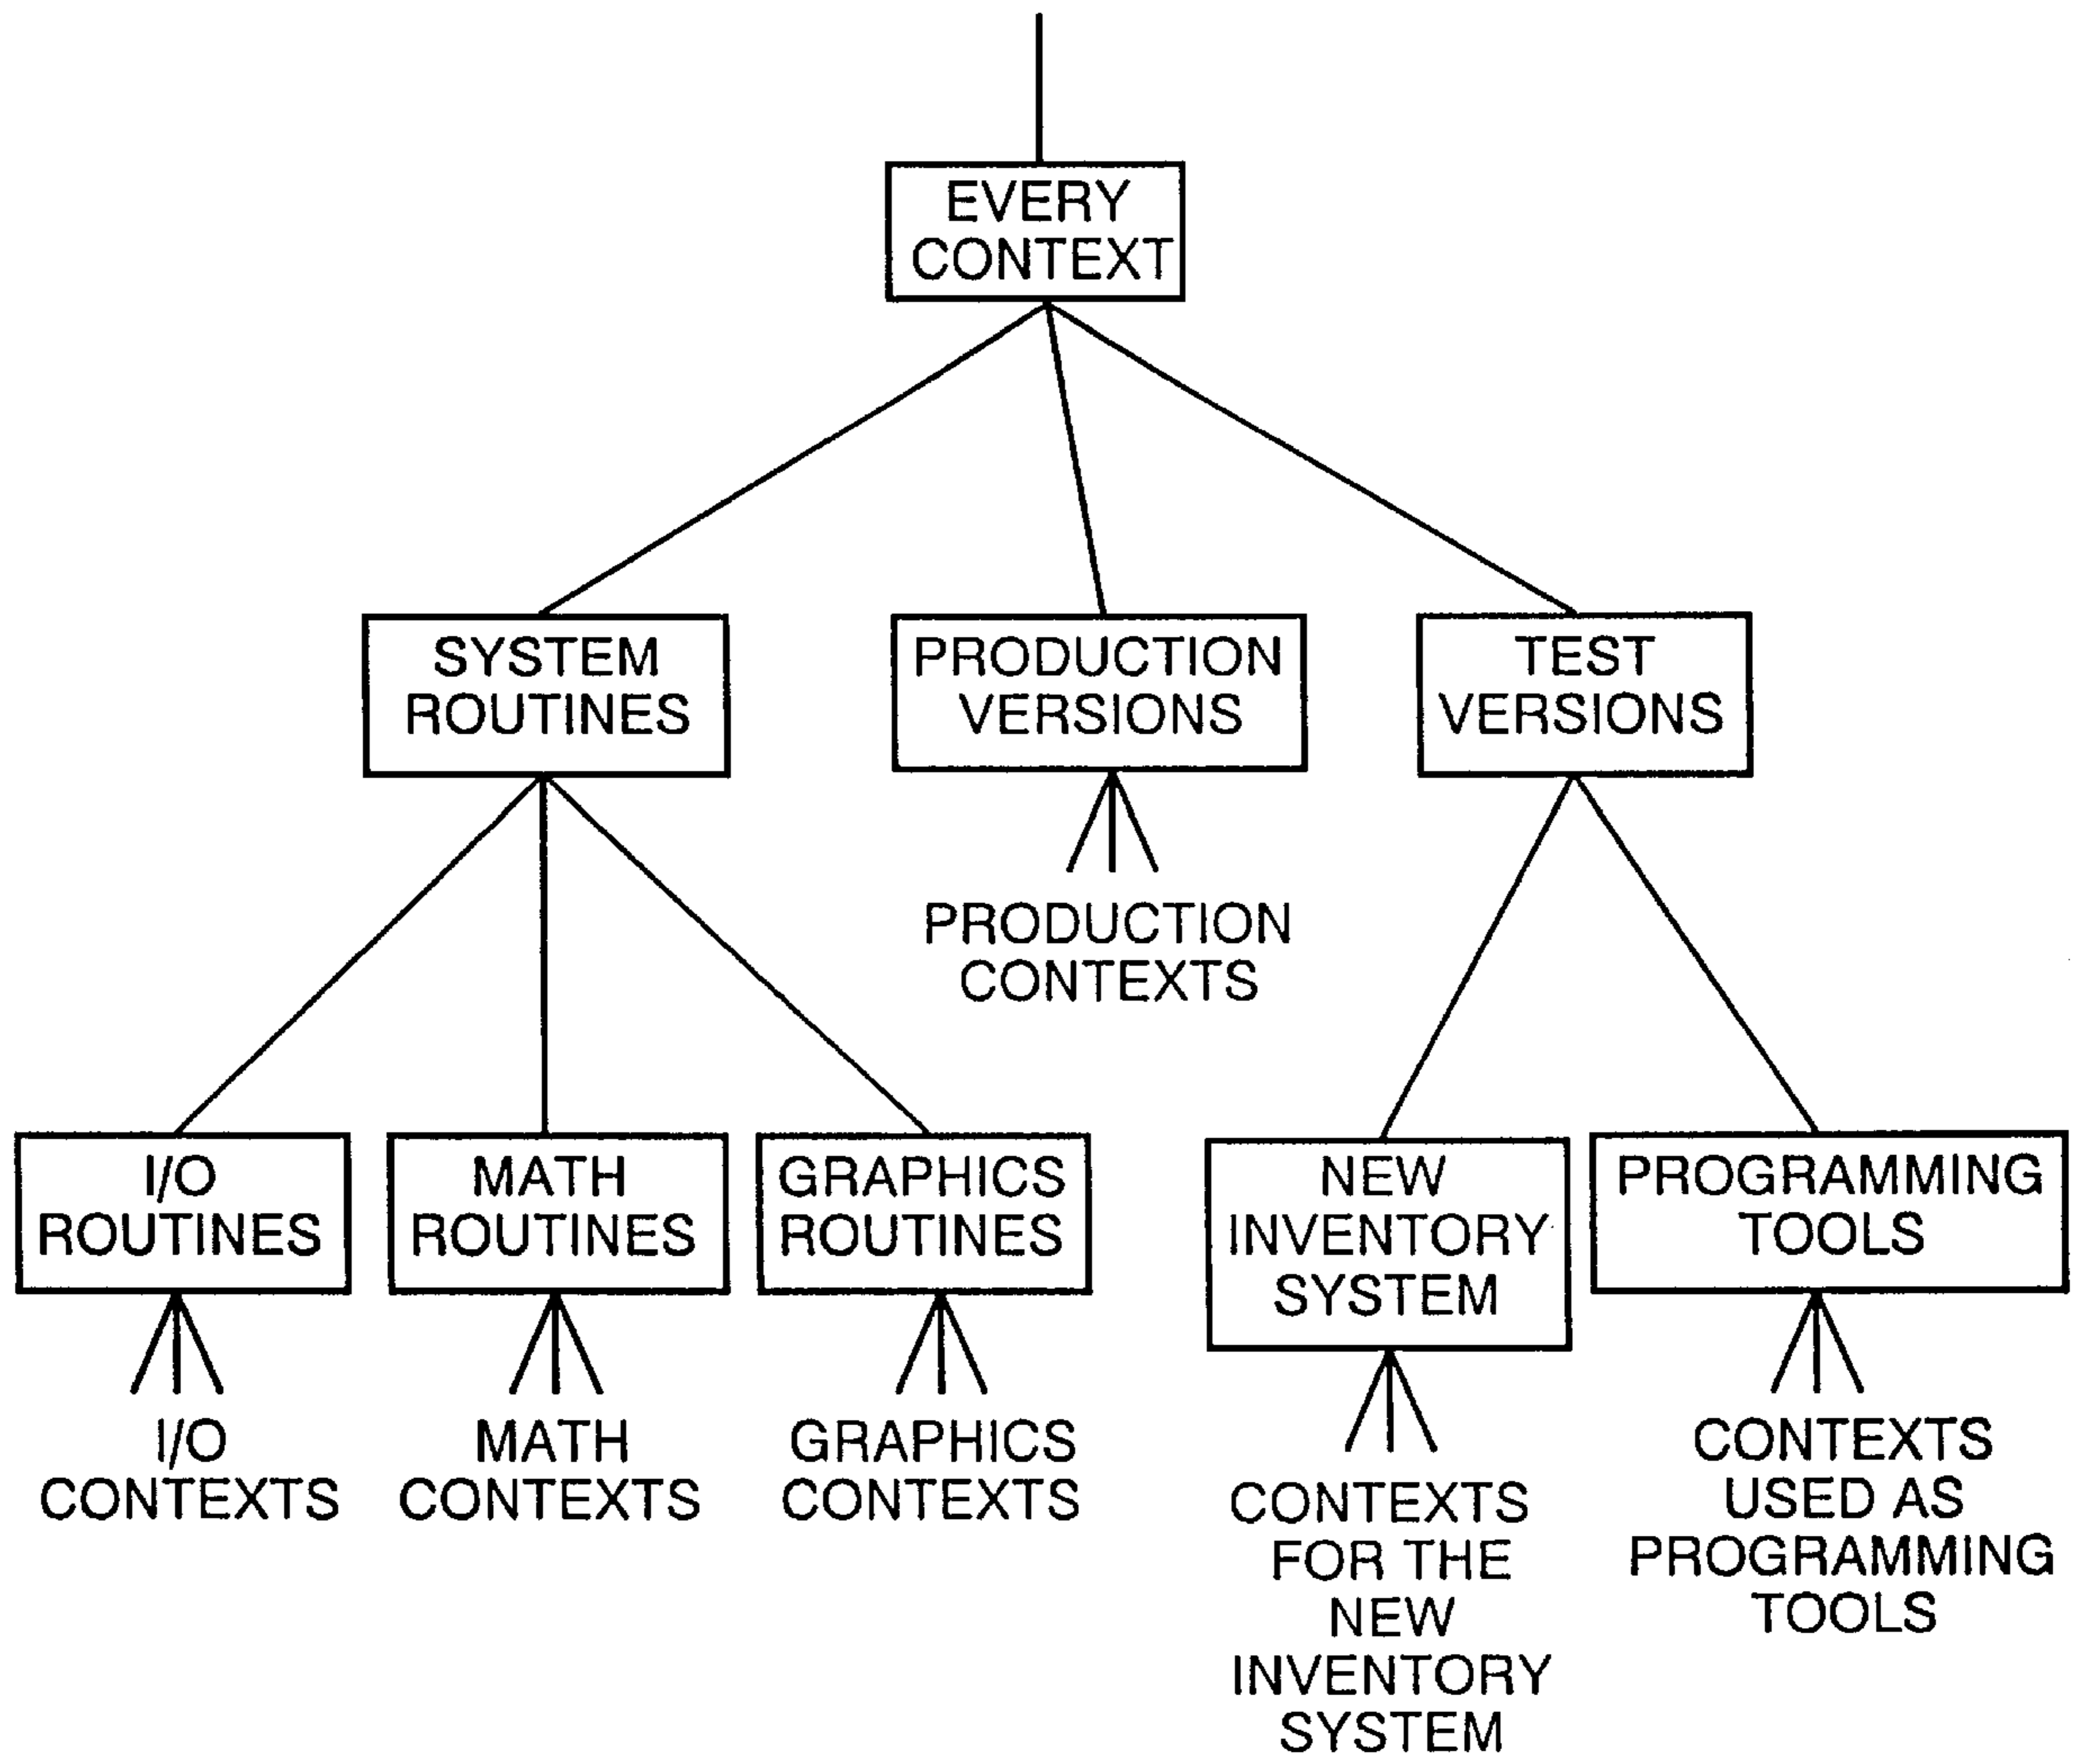 EVERY
CONTEXT
SYSTEM
ROUTINES
PRODUCTION
VERSIONS
TEST
VERSIONS
PRODUCTION
CONTEXTS
I/O
ROUTINES
MATH
ROUTINES
GRAPHICS
ROUTINES
NEW
INVENTORY
SYSTEM
PROGRAMMING
TOOLS
I/O
CONTEXTS
MATH
CONTEXTS
GRAPHICS
CONTEXTS
CONTEXTS
FOR THE
NEW
INVENTORY
SYSTEM
CONTEXTS
USED AS
PROGRAMMING
TOOLS